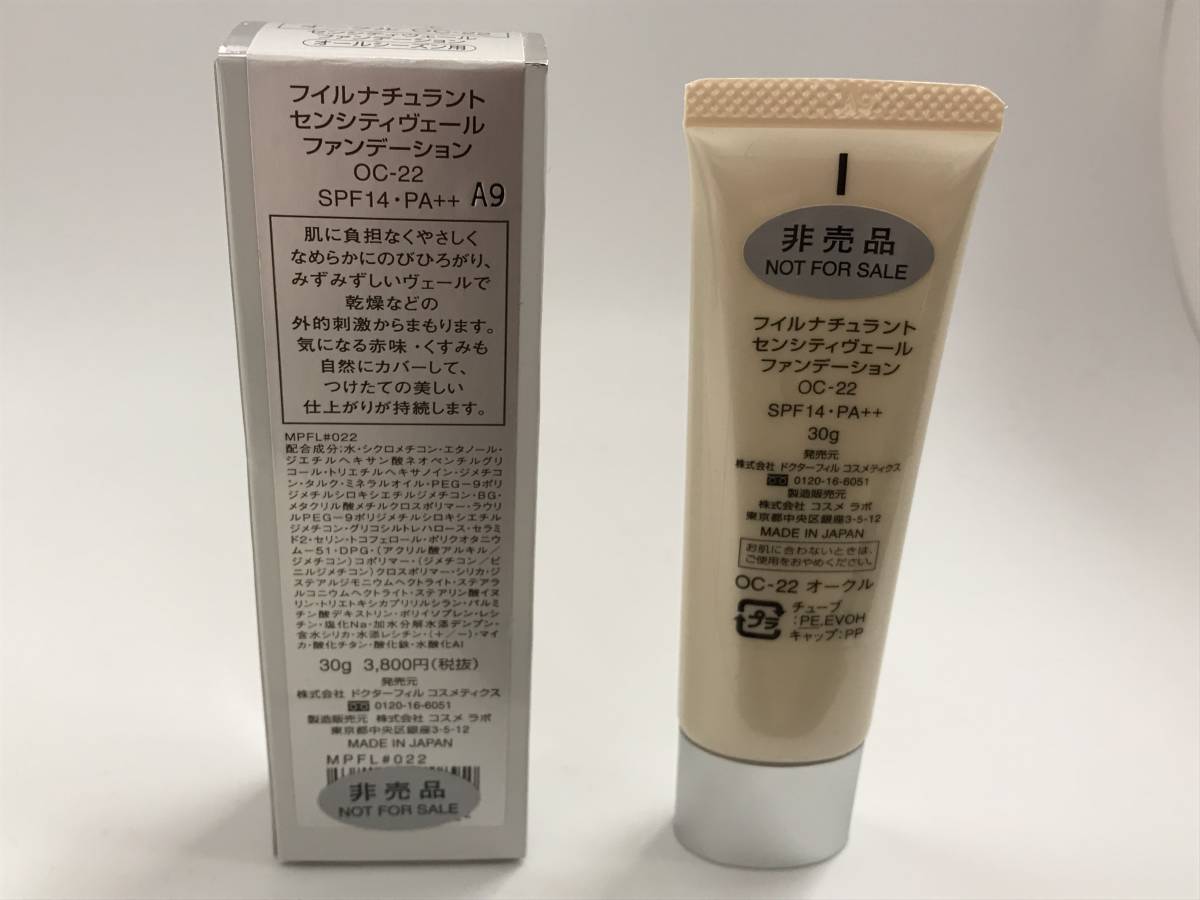 センシティヴェール
ファンデーション
オールシーズン用
フイルナチュラント
センシティヴェール
ファンデーション
OC-22
SPF14・PA++ A9
肌に負担なくやさしく
なめらかにのびひろがり、
みずみずしいヴェールで
乾燥などの
外的刺激からまもります。
気になる赤味・くすみも
自然にカバーして、
つけたての美しい
仕上がりが持続します。
MPFL#022
配合成分:水・シクロメチコン・エタノール・
ジエチルヘキサン酸ネオペンチルグリ
コール・トリエチルヘキサノイン・ジメチコ
ン・タルク・ミネラルオイル・PEG-9ポリ
ジメチルシロキシエチルジメチコン・BG・
メタクリル酸メチルクロスポリマー・ラウリ
ルPEG-9ポリジメチルシロキシエチル
ジメチコン・グリコシルトレハロース・セラミ
ド2・セリン・トコフェロール・ポリクオタニウ
ムー51・DPG・(アクリル酸アルキル/
ジメチコン)コポリマー・(ジメチコン/ビ
ニルジメチコン)クロスポリマー・シリカ・ジ
ステアルジモニウムヘクトライト・ステアラ
ルコニウムヘクトライト・ステアリン酸イヌ
リン・トリエトキシカプリリルシラン・パルミ
チン酸デキストリン・ポリイソプレン・レシ
チン・塩化Na・加水分解水添デンプン・
含水シリカ・水添レシチン・(+/-)・マイ
カ・酸化チタン・酸化鉄・水酸化Al
30g 3,800円(税抜)
発売元
株式会社 ドクターフィル コスメティクス
0120-16-6051
製造販売元 株式会社 コスメ ラボ
東京都中央区銀座3-5-12
MADE IN JAPAN
MPFL#022
非売品
NOT FOR SALE
非売品
NOT FOR SALE
フイルナチュラント
センシティヴェール
ファンデーション
OC-22
SPF14・PA++
30g
発売元
株式会社 ドクターフィル コスメティクス
0120-16-6051
製造販売元
株式会社 コスメ ラボ
東京都中央区銀座3-5-12
MADE IN JAPAN
お肌に合わないときは、
ご使用をおやめください。
OC-22 オークル
プラ
チューブ
:PE,EVOH
キャップ:PP